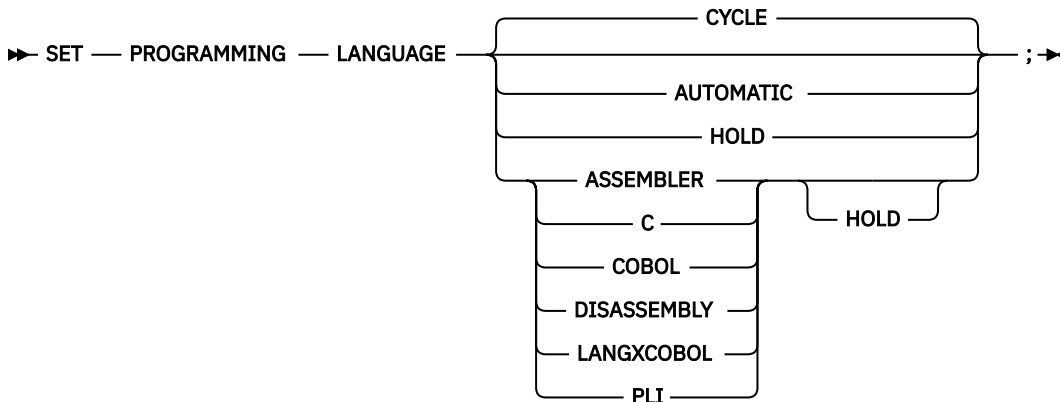 CYCLE
SET PROGRAMMING LANGUAGE ;
AUTOMATIC
HOLD
ASSEMBLER
HOLD
C
COBOL
DISASSEMBLY
LANGXCOBOL
PLI